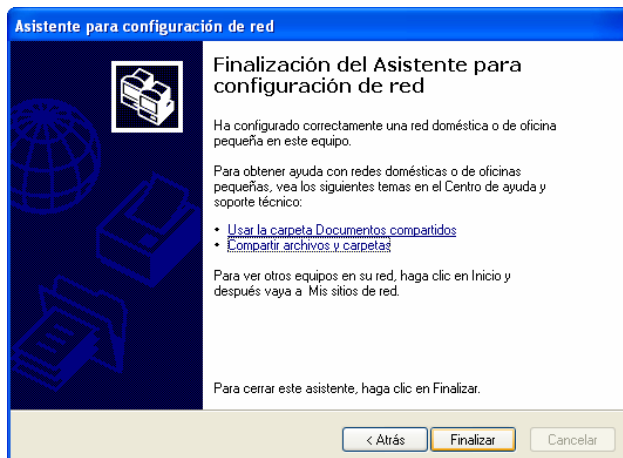 Asistente para configuración de red
Finalización del Asistente para
configuración de red
Ha configurado correctamente una red doméstica o de oficina
pequeña en este equipo.
Para obtener ayuda con redes domésticas o de oficinas
pequeñas, vea los siguientes temas en el Centro de ayuda y
soporte técnico:
• Usar la carpeta Documentos compartidos
• Compartir archivos y carpetas
Para ver otros equipos en su red, haga clic en Inicio y
después vaya a Mis sitios de red.
Para cerrar este asistente, haga clic en Finalizar.
< Atrás Finalizar Cancelar